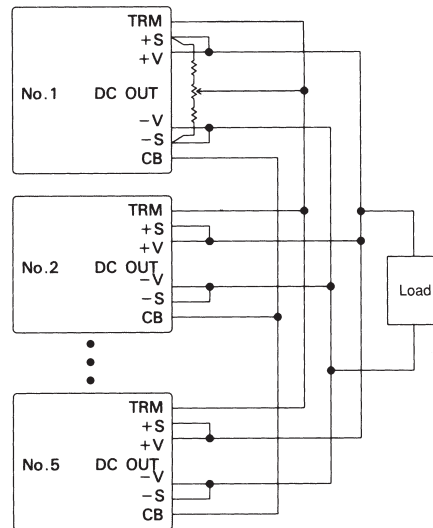 TRM
+S
+V
No.1 DC OUT
−V
−S
CB
TRM
+S
+V
No.2 DC OUT
−V
−S
CB
Load
TRM
+S
+V
No.5 DC OUT
−V
−S
CB